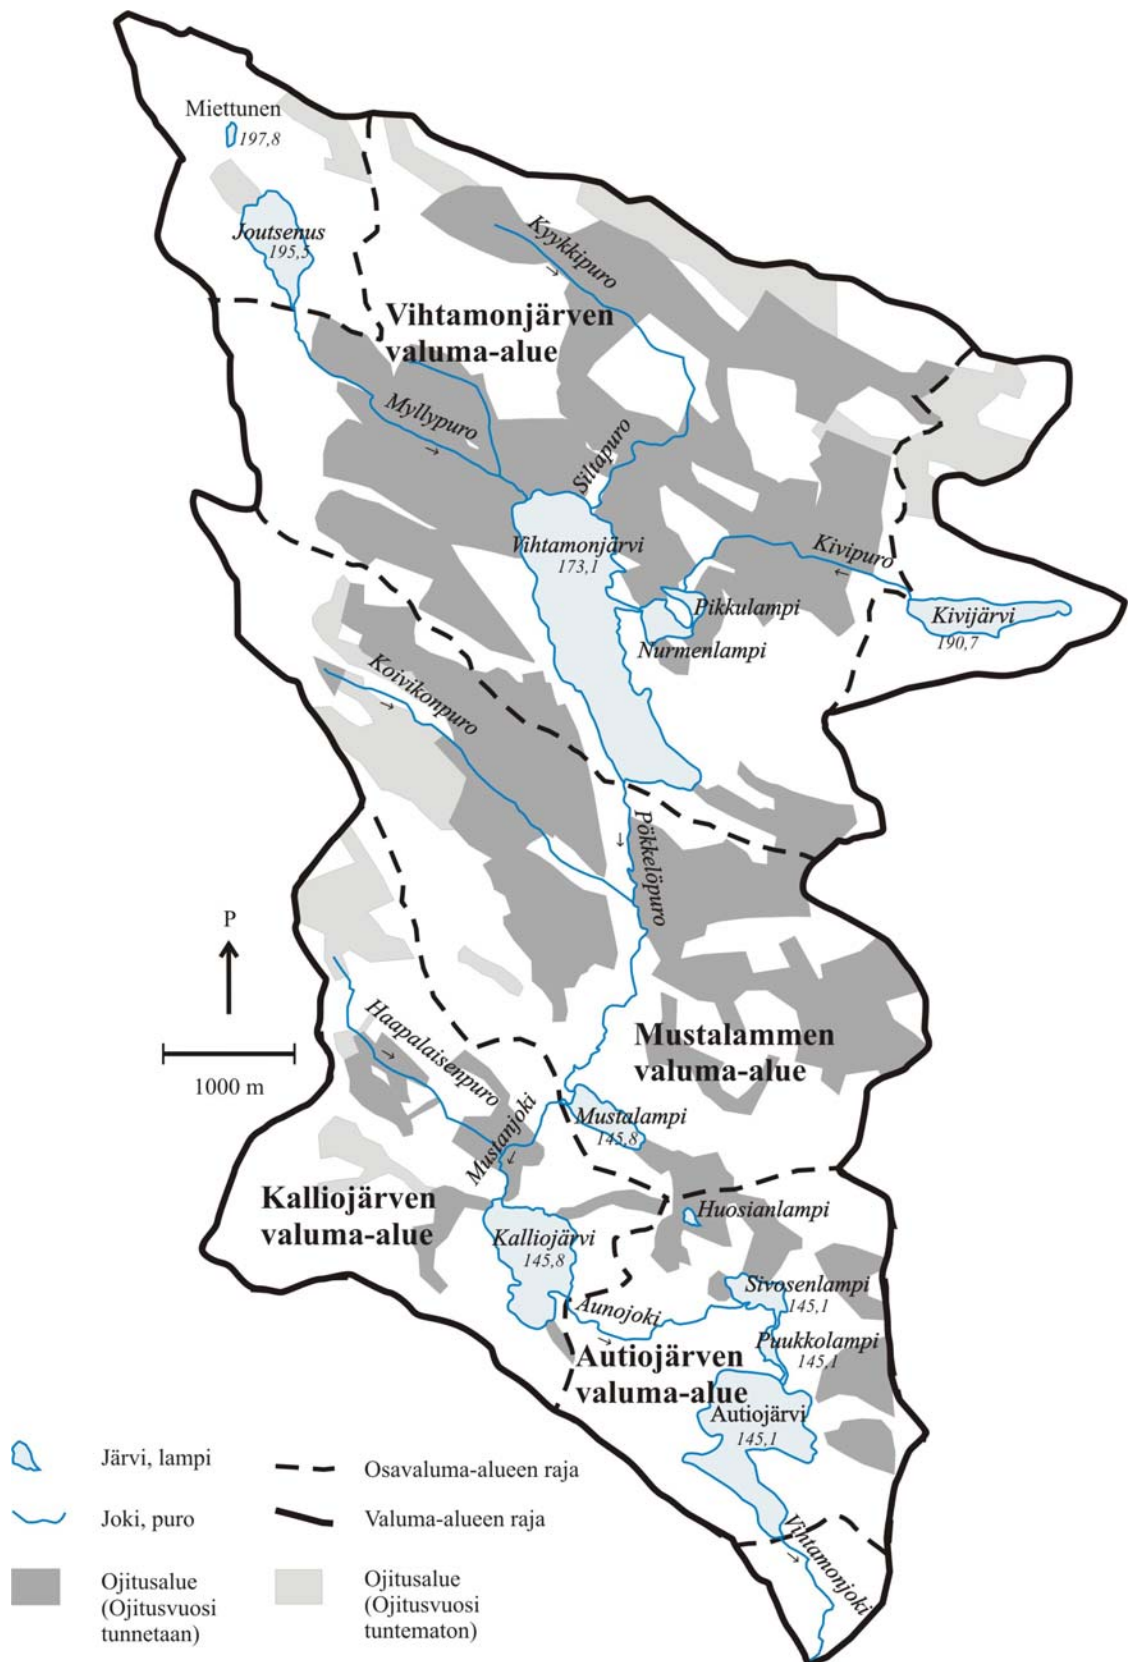 Miettunen
197,8
Joutsenus
195,5
Kyykkipuro
→
Vihtamonjärven
valuma-alue
Myllypuro
→
Siltapuro
Vihtamonjärvi
173,1
Kivipuro
←
Pikkulampi
Nurmenlampi
Kivijärvi
190,7
Koivikonpuro
→
Pökkelöpuro
→
P
1000 m
Haapalaisenpuro
→
Mustalammen
valuma-alue
Mustanjoki
←
Mustalampi
145,8
Kalliojärven
valuma-alue
Huosianlampi
Kalliojärvi
145,8
Sivosenlampi
145,1
Aunojoki
→
Puukkolampi
145,1
Autiojärven
valuma-alue
Autiojärvi
145,1
Vihtamonjoki
→
Järvi, lampi
Osavaluma-alueen raja
Joki, puro
Valuma-alueen raja
Ojitusalue
(Ojitusvuosi
tunnetaan)
Ojitusalue
(Ojitusvuosi
tuntematon)